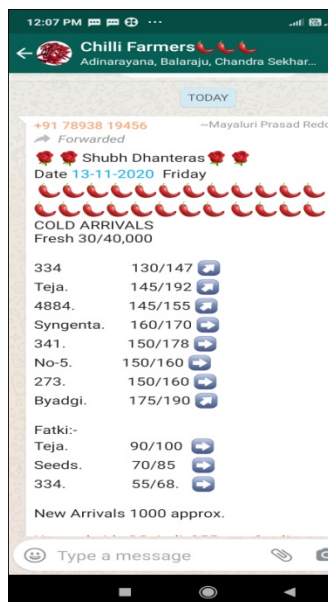 12:07 PM
Chilli Farmers
Adinarayana, Balaraju, Chandra Sekhar...
TODAY
+91 78938 19456 ~Mayaluri Prasad Redd
Forwarded
Shubh Dhanteras
Date 13-11-2020 Friday
COLD ARRIVALS
Fresh 30/40,000
334 130/147
Teja. 145/192
4884. 145/155
Syngenta. 160/170
341. 150/178
No-5. 150/160
273. 150/160
Byadgi. 175/190
Fatki:-
Teja. 90/100
Seeds. 70/85
334. 55/68.
New Arrivals 1000 approx.
Type a message